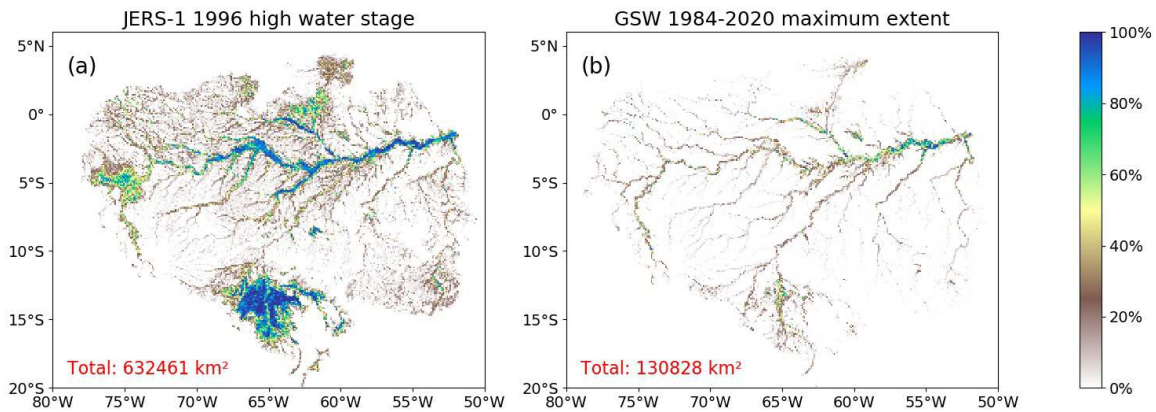 JERS-1 1996 high water stage
(a)
5°N
0°
5°S
10°S
15°S
20°S
80°W 75°W 70°W 65°W 60°W 55°W 50°W
Total: 632461 km²
GSW 1984-2020 maximum extent
(b)
5°N
0°
5°S
10°S
15°S
20°S
80°W 75°W 70°W 65°W 60°W 55°W 50°W
Total: 130828 km²
100%
80%
60%
40%
20%
0%